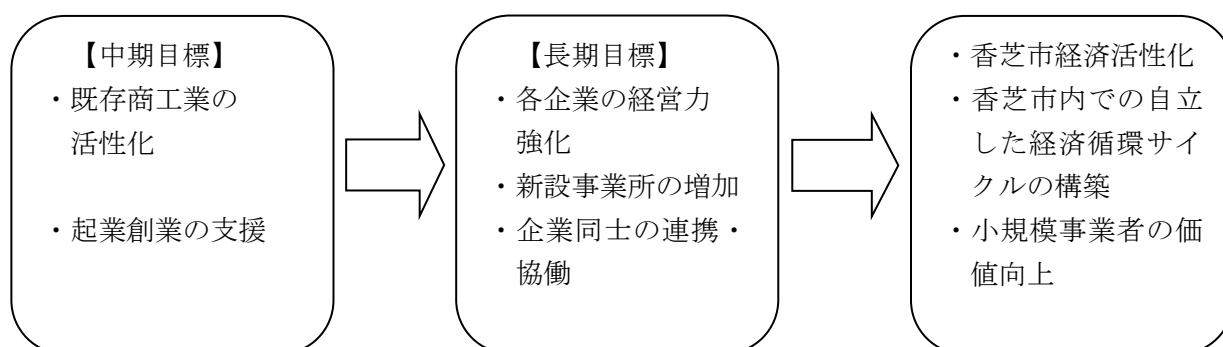 【中期目標】
・既存商工業の
活性化
・起業創業の支援
【長期目標】
・各企業の経営力
強化
・新設事業所の増加
・企業同士の連携・
協働
・香芝市経済活性化
・香芝市内での自立
した経済循環サイ
クルの構築
・小規模事業者の価
値向上